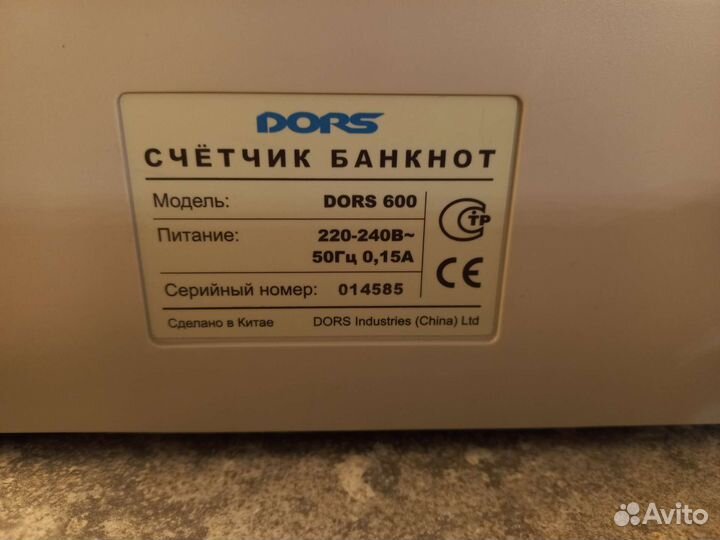 DORS
СЧЁТЧИК БАНКНОТ
Модель: DORS 600
Питание: 220-240В~
50Гц 0,15А
Серийный номер: 014585
Сделано в Китае DORS Industries (China) Ltd
СТР
CE
Avito